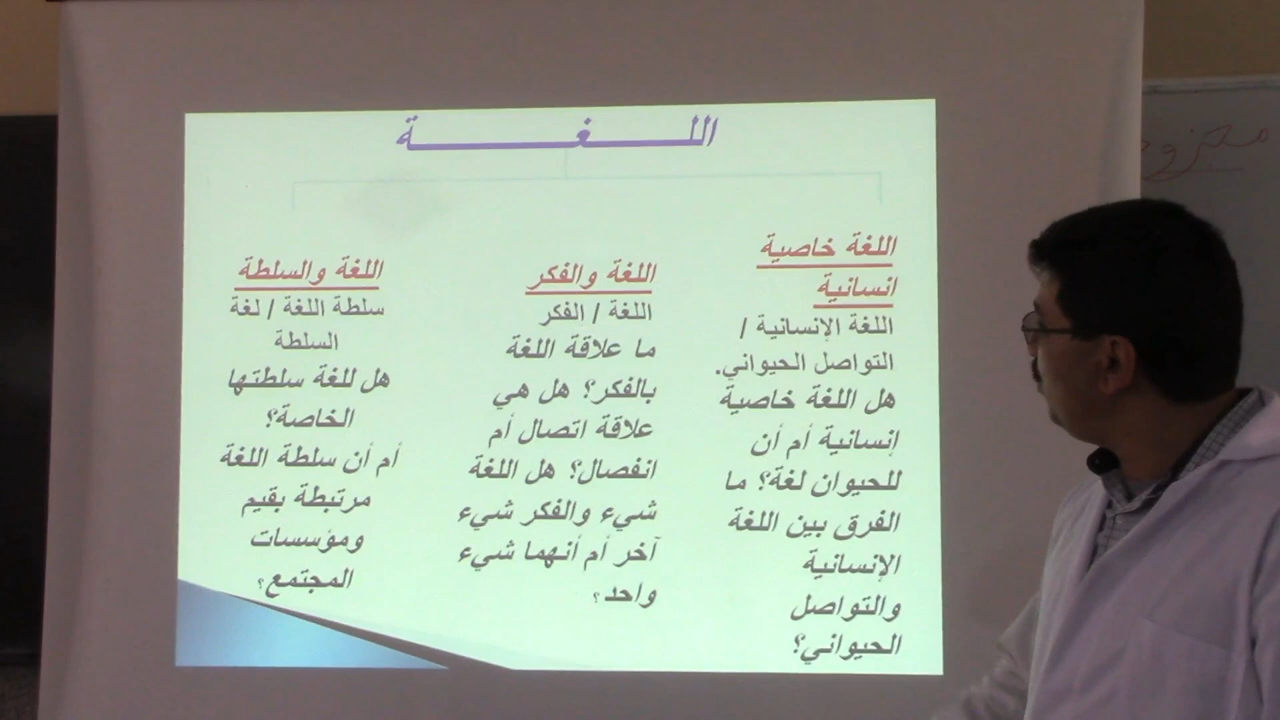 اللـــغـــة
اللغة خاصية
انسانية
اللغة الإنسانية /
التواصل الحيواني.
هل اللغة خاصية
إنسانية أم أن
للحيوان لغة؟ ما
الفرق بين اللغة
الإنسانية
والتواصل
الحيواني؟
اللغة والفكر
اللغة / الفكر
ما علاقة اللغة
بالفكر؟ هل هي
علاقة اتصال أم
انفصال؟ هل اللغة
شيء والفكر شيء
آخر أم أنهما شيء
واحد؟
اللغة والسلطة
سلطة اللغة / لغة
السلطة
هل للغة سلطتها
الخاصة؟
أم أن سلطة اللغة
مرتبطة بقيم
ومؤسسات
المجتمع؟